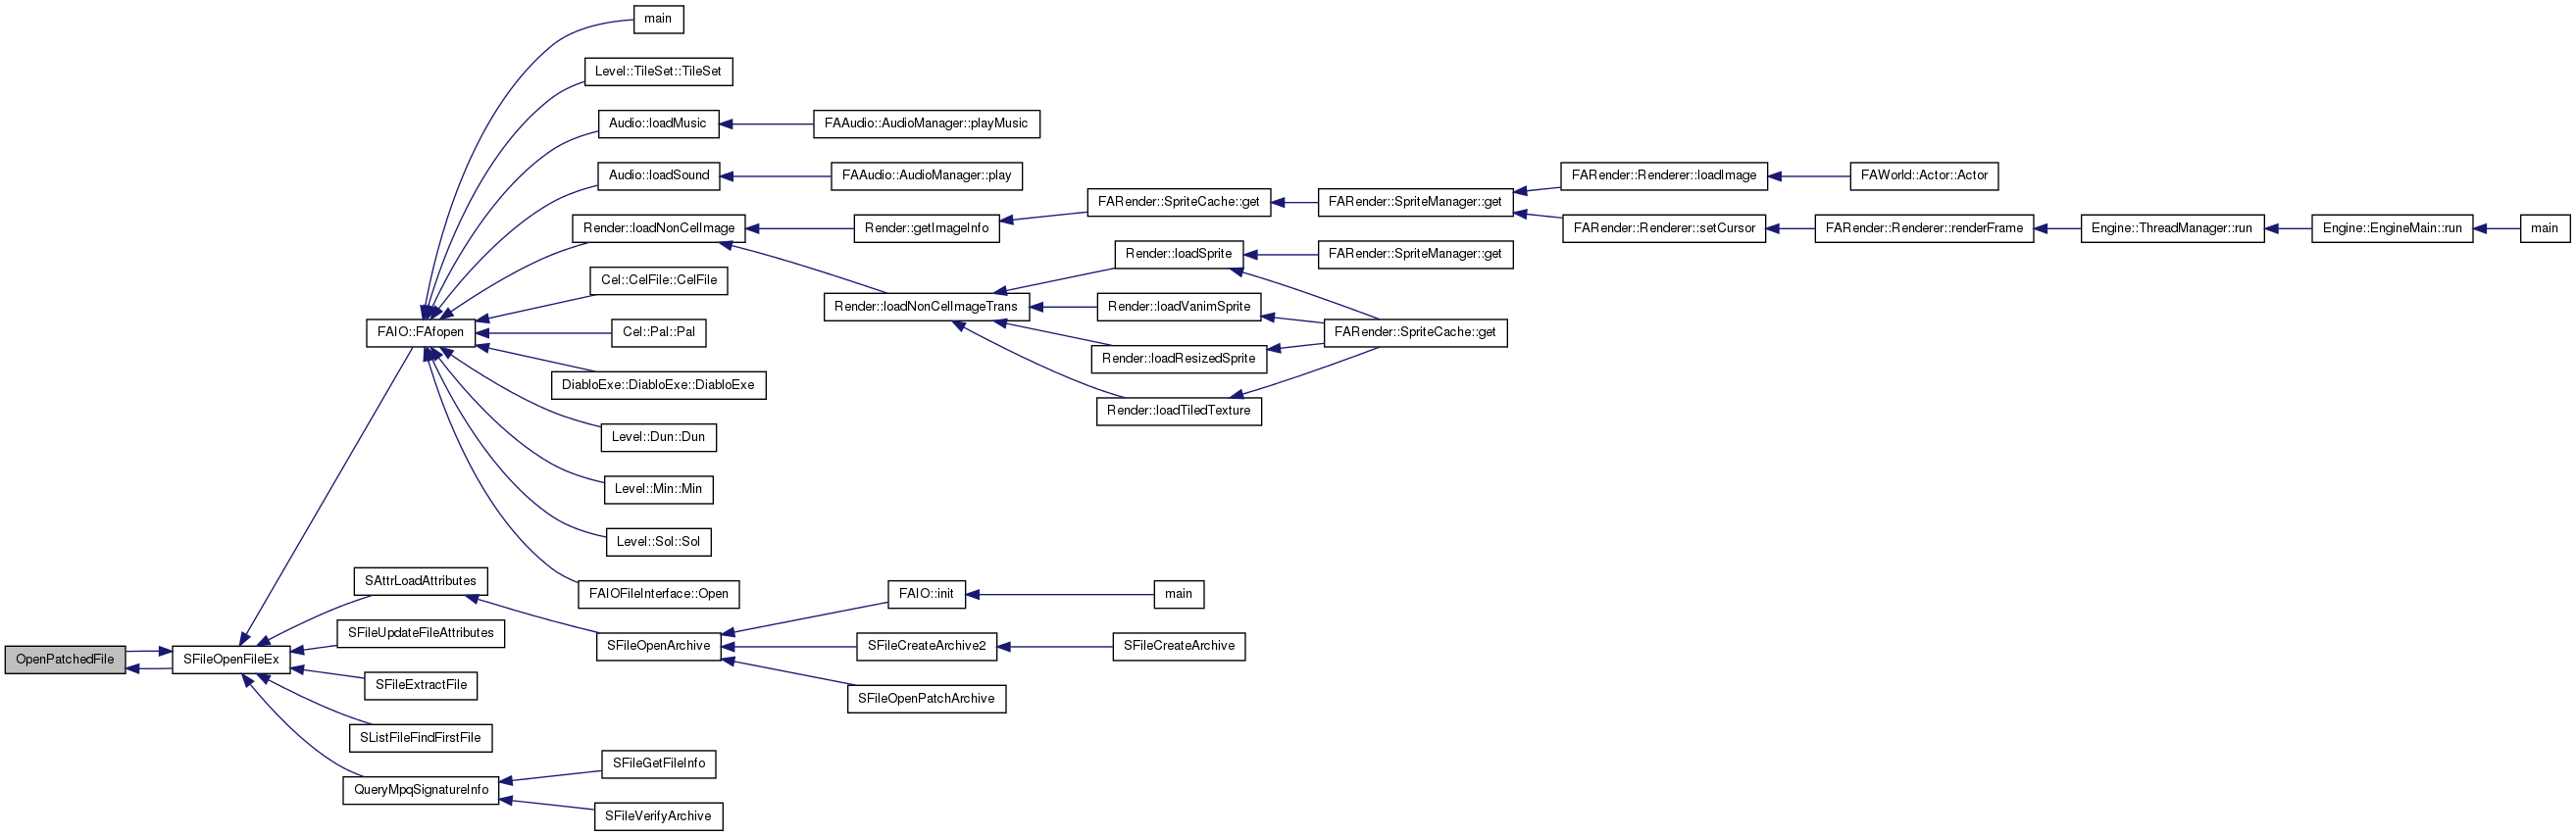 main
Level::TileSet::TileSet
Audio::loadMusic
FAAudio::AudioManager::playMusic
Audio::loadSound
FAAudio::AudioManager::play
FARender::Renderer::loadImage
FAWorld::Actor::Actor
FARender::SpriteCache::get
FARender::SpriteManager::get
Render::loadNonCelImage
Render::getImageInfo
FARender::Renderer::setCursor
FARender::Renderer::renderFrame
Engine::ThreadManager::run
Engine::EngineMain::run
main
Render::loadSprite
FARender::SpriteManager::get
Cel::CelFile::CelFile
Render::loadNonCelImageTrans
Render::loadVanimSprite
FAIO::FAfopen
Cel::Pal::Pal
FARender::SpriteCache::get
Render::loadResizedSprite
DiabloExe::DiabloExe::DiabloExe
Render::loadTiledTexture
Level::Dun::Dun
Level::Min::Min
Level::Sol::Sol
SAttrLoadAttributes
FAIOFileInterface::Open
FAIO::init
main
SFileUpdateFileAttributes
OpenPatchedFile
SFileOpenFileEx
SFileOpenArchive
SFileCreateArchive2
SFileCreateArchive
SFileExtractFile
SFileOpenPatchArchive
SListFileFindFirstFile
SFileGetFileInfo
QueryMpqSignatureInfo
SFileVerifyArchive